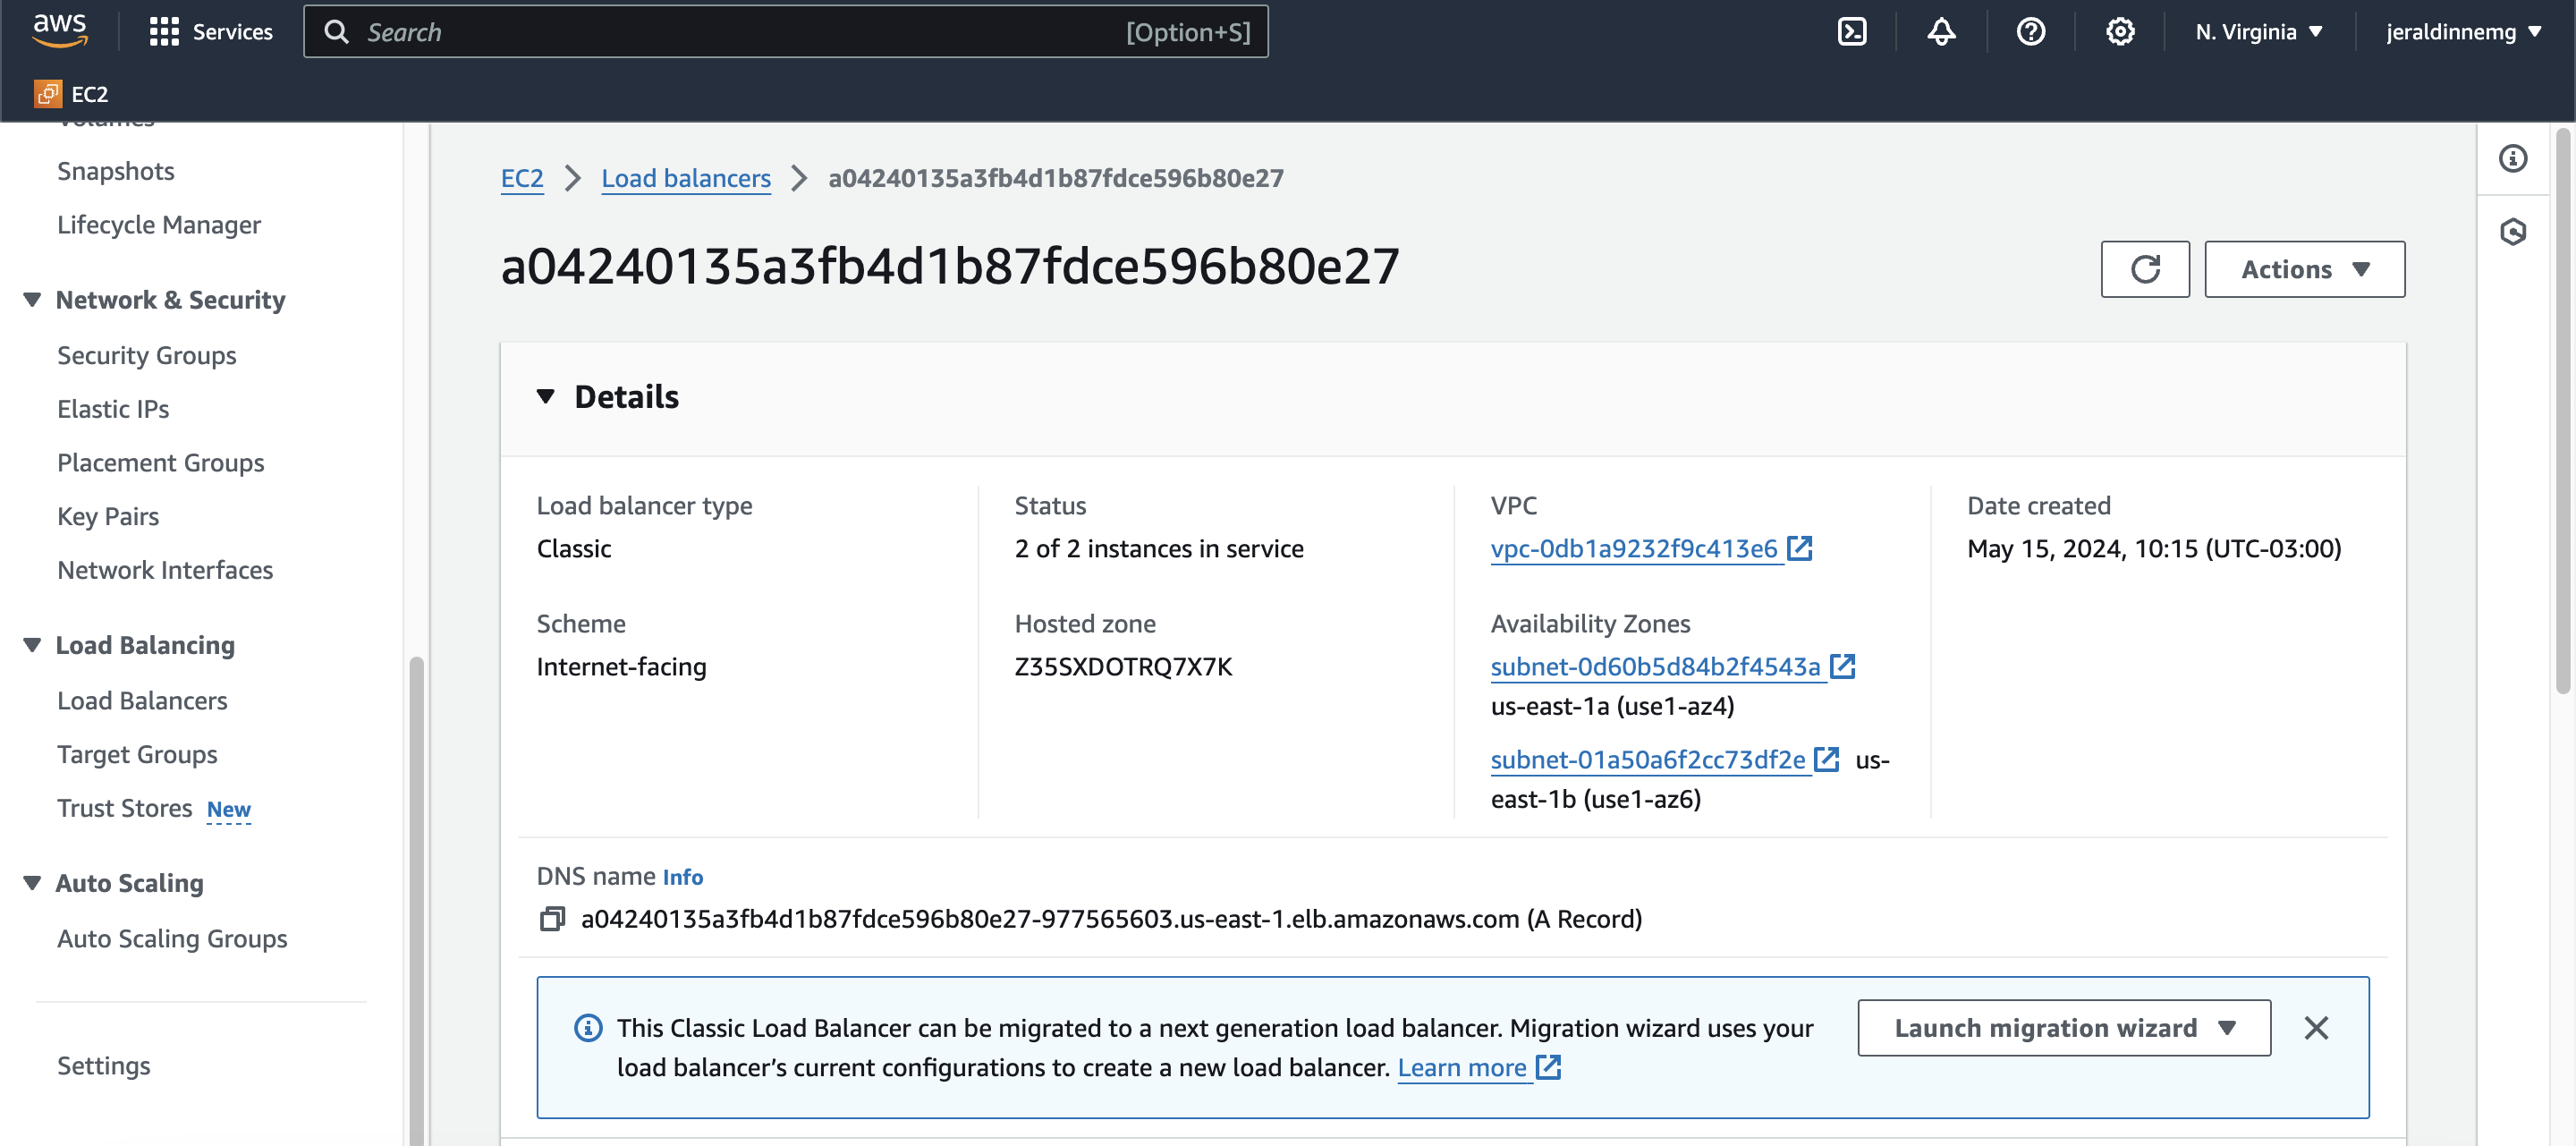 aws
Services
Search
[Option+S]
N. Virginia
jeraldinnemg
EC2
Volumes
Snapshots
Lifecycle Manager
Network & Security
Security Groups
Elastic IPs
Placement Groups
Key Pairs
Network Interfaces
Load Balancing
Load Balancers
Target Groups
Trust Stores New
Auto Scaling
Auto Scaling Groups
Settings
EC2
Load balancers
a04240135a3fb4d1b87fdce596b80e27
a04240135a3fb4d1b87fdce596b80e27
Actions
Details
Load balancer type
Classic
Status
2 of 2 instances in service
VPC
vpc-0db1a9232f9c413e6
Date created
May 15, 2024, 10:15 (UTC-03:00)
Scheme
Internet-facing
Hosted zone
Z35SXDOTRQ7X7K
Availability Zones
subnet-0d60b5d84b2f4543a
us-east-1a (use1-az4)
subnet-01a50a6f2cc73df2e us-
east-1b (use1-az6)
DNS name Info
a04240135a3fb4d1b87fdce596b80e27-977565603.us-east-1.elb.amazonaws.com (A Record)
This Classic Load Balancer can be migrated to a next generation load balancer. Migration wizard uses your
load balancer’s current configurations to create a new load balancer. Learn more
Launch migration wizard